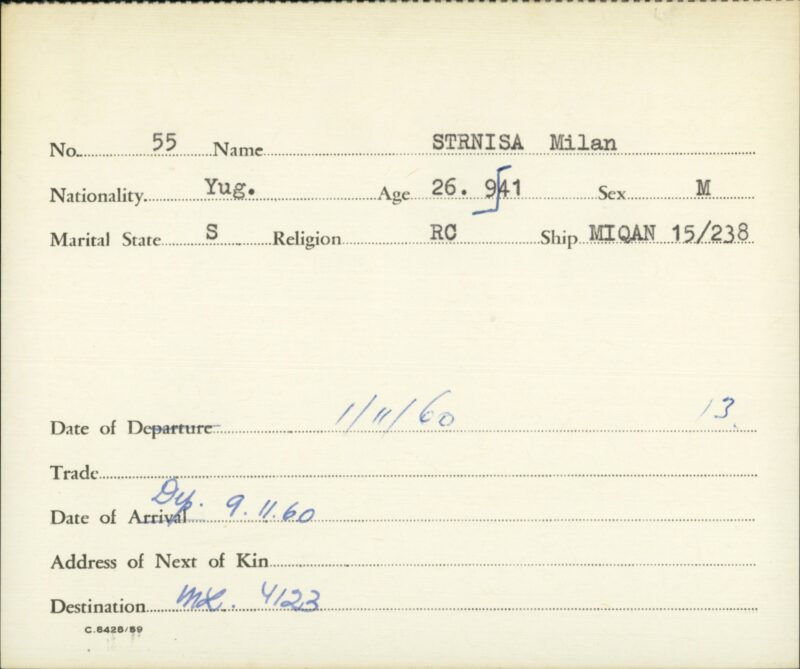 No. 55 Name STRNISA Milan
Nationality. Yug. Age 26. 9 41 Sex M
Marital State S Religion RC Ship MIQAN 15/238
Date of Departure 1/11/60 13.
Trade
Dep. 9.11.60
Date of Arrival
Address of Next of Kin
Destination 4123
C.8428/59